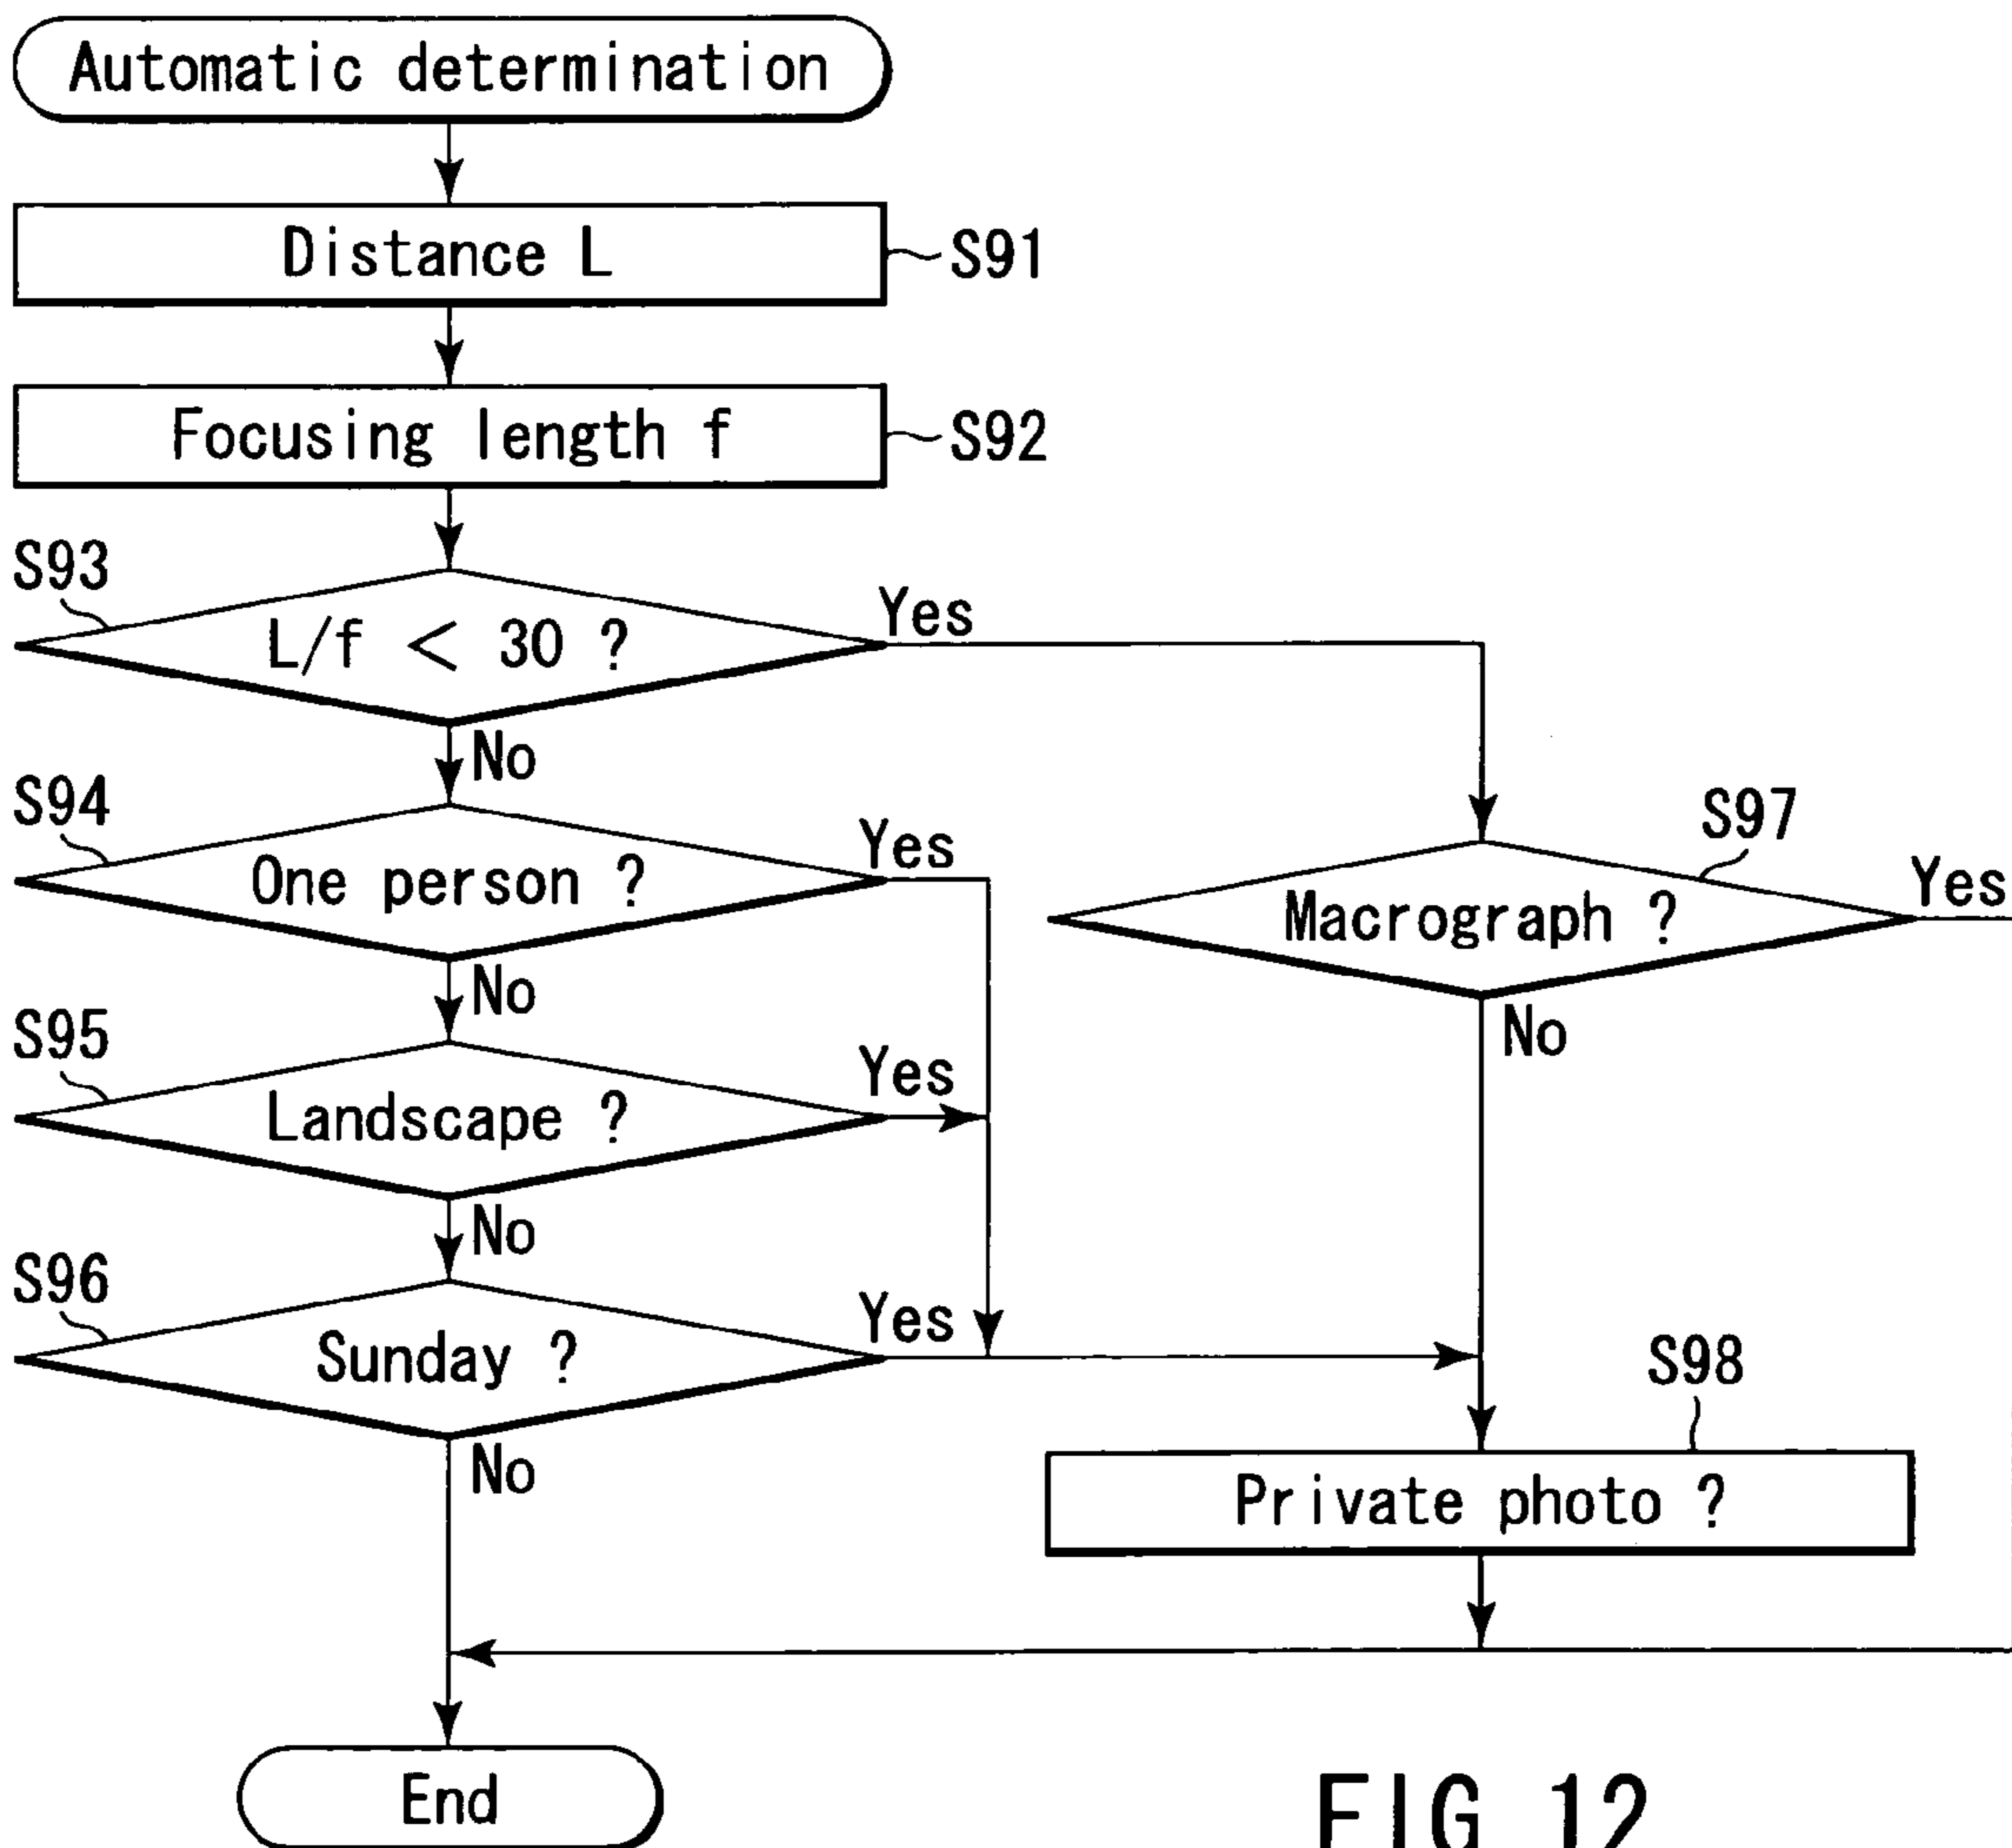 Automatic determination
Distance L
S91
Focusing length f
S92
S93
L/f < 30 ?
Yes
No
S94
One person ?
Yes
No
S95
Landscape ?
Yes
No
S96
Sunday ?
Yes
No
S97
Macrograph ?
Yes
No
S98
Private photo ?
End
FIG 12